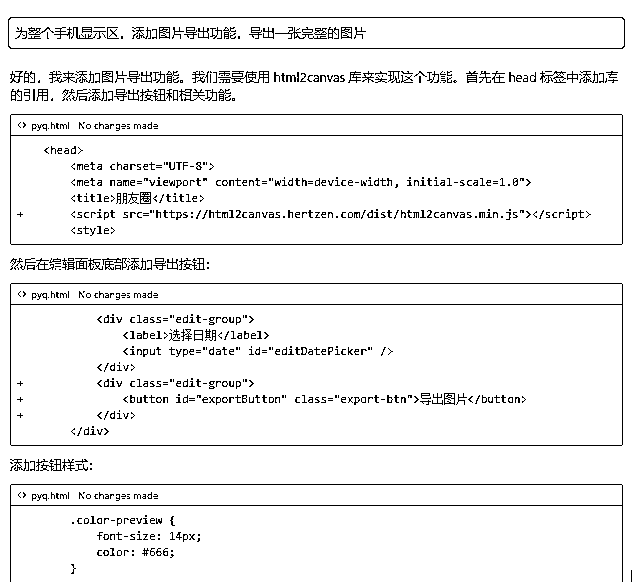 为整个手机显示区，添加图片导出功能，导出一张完整的图片
好的，我来添加图片导出功能。我们需要使用 html2canvas 库来实现这个功能。首先在 head 标签中添加库
的引用，然后添加导出按钮和相关功能。
<> pyq.html No changes made
<head>
<meta charset="UTF-8">
<meta name="viewport" content="width=device-width, initial-scale=1.0">
<title>朋友圈</title>
+ <script src="https://html2canvas.hertzen.com/dist/html2canvas.min.js"></script>
<style>
然后在编辑面板底部添加导出按钮：
<> pyq.html No changes made
<div class="edit-group">
<label>选择日期</label>
<input type="date" id="editDatePicker" />
</div>
+ <div class="edit-group">
+ <button id="exportButton" class="export-btn">导出图片</button>
+ </div>
</div>
添加按钮样式：
<> pyq.html No changes made
.color-preview {
font-size: 14px;
color: #666;
}